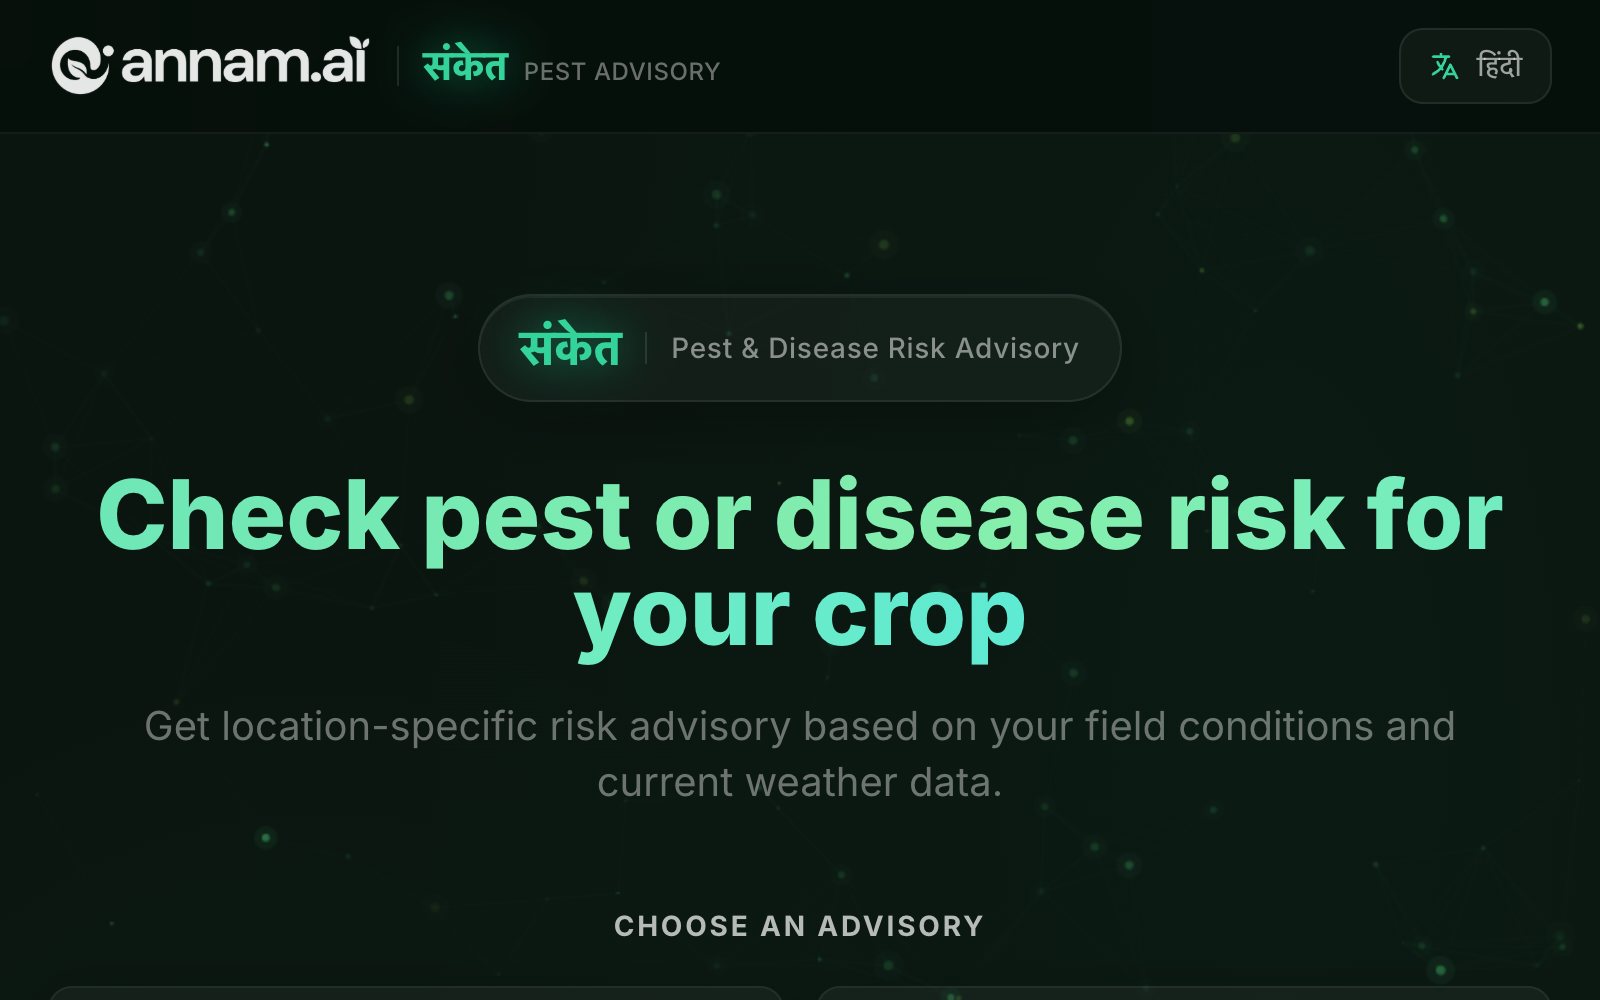 annam.ai
संकेत PEST ADVISORY
हिंदी
संकेत Pest & Disease Risk Advisory
Check pest or disease risk for
your crop
Get location-specific risk advisory based on your field conditions and
current weather data.
CHOOSE AN ADVISORY